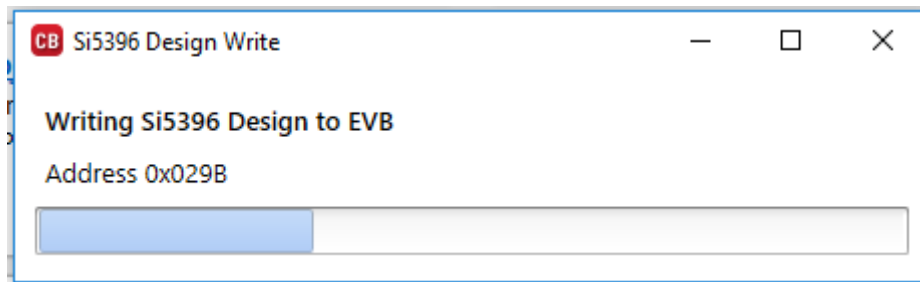 CB Si5396 Design Write
Writing Si5396 Design to EVB
Address 0x029B